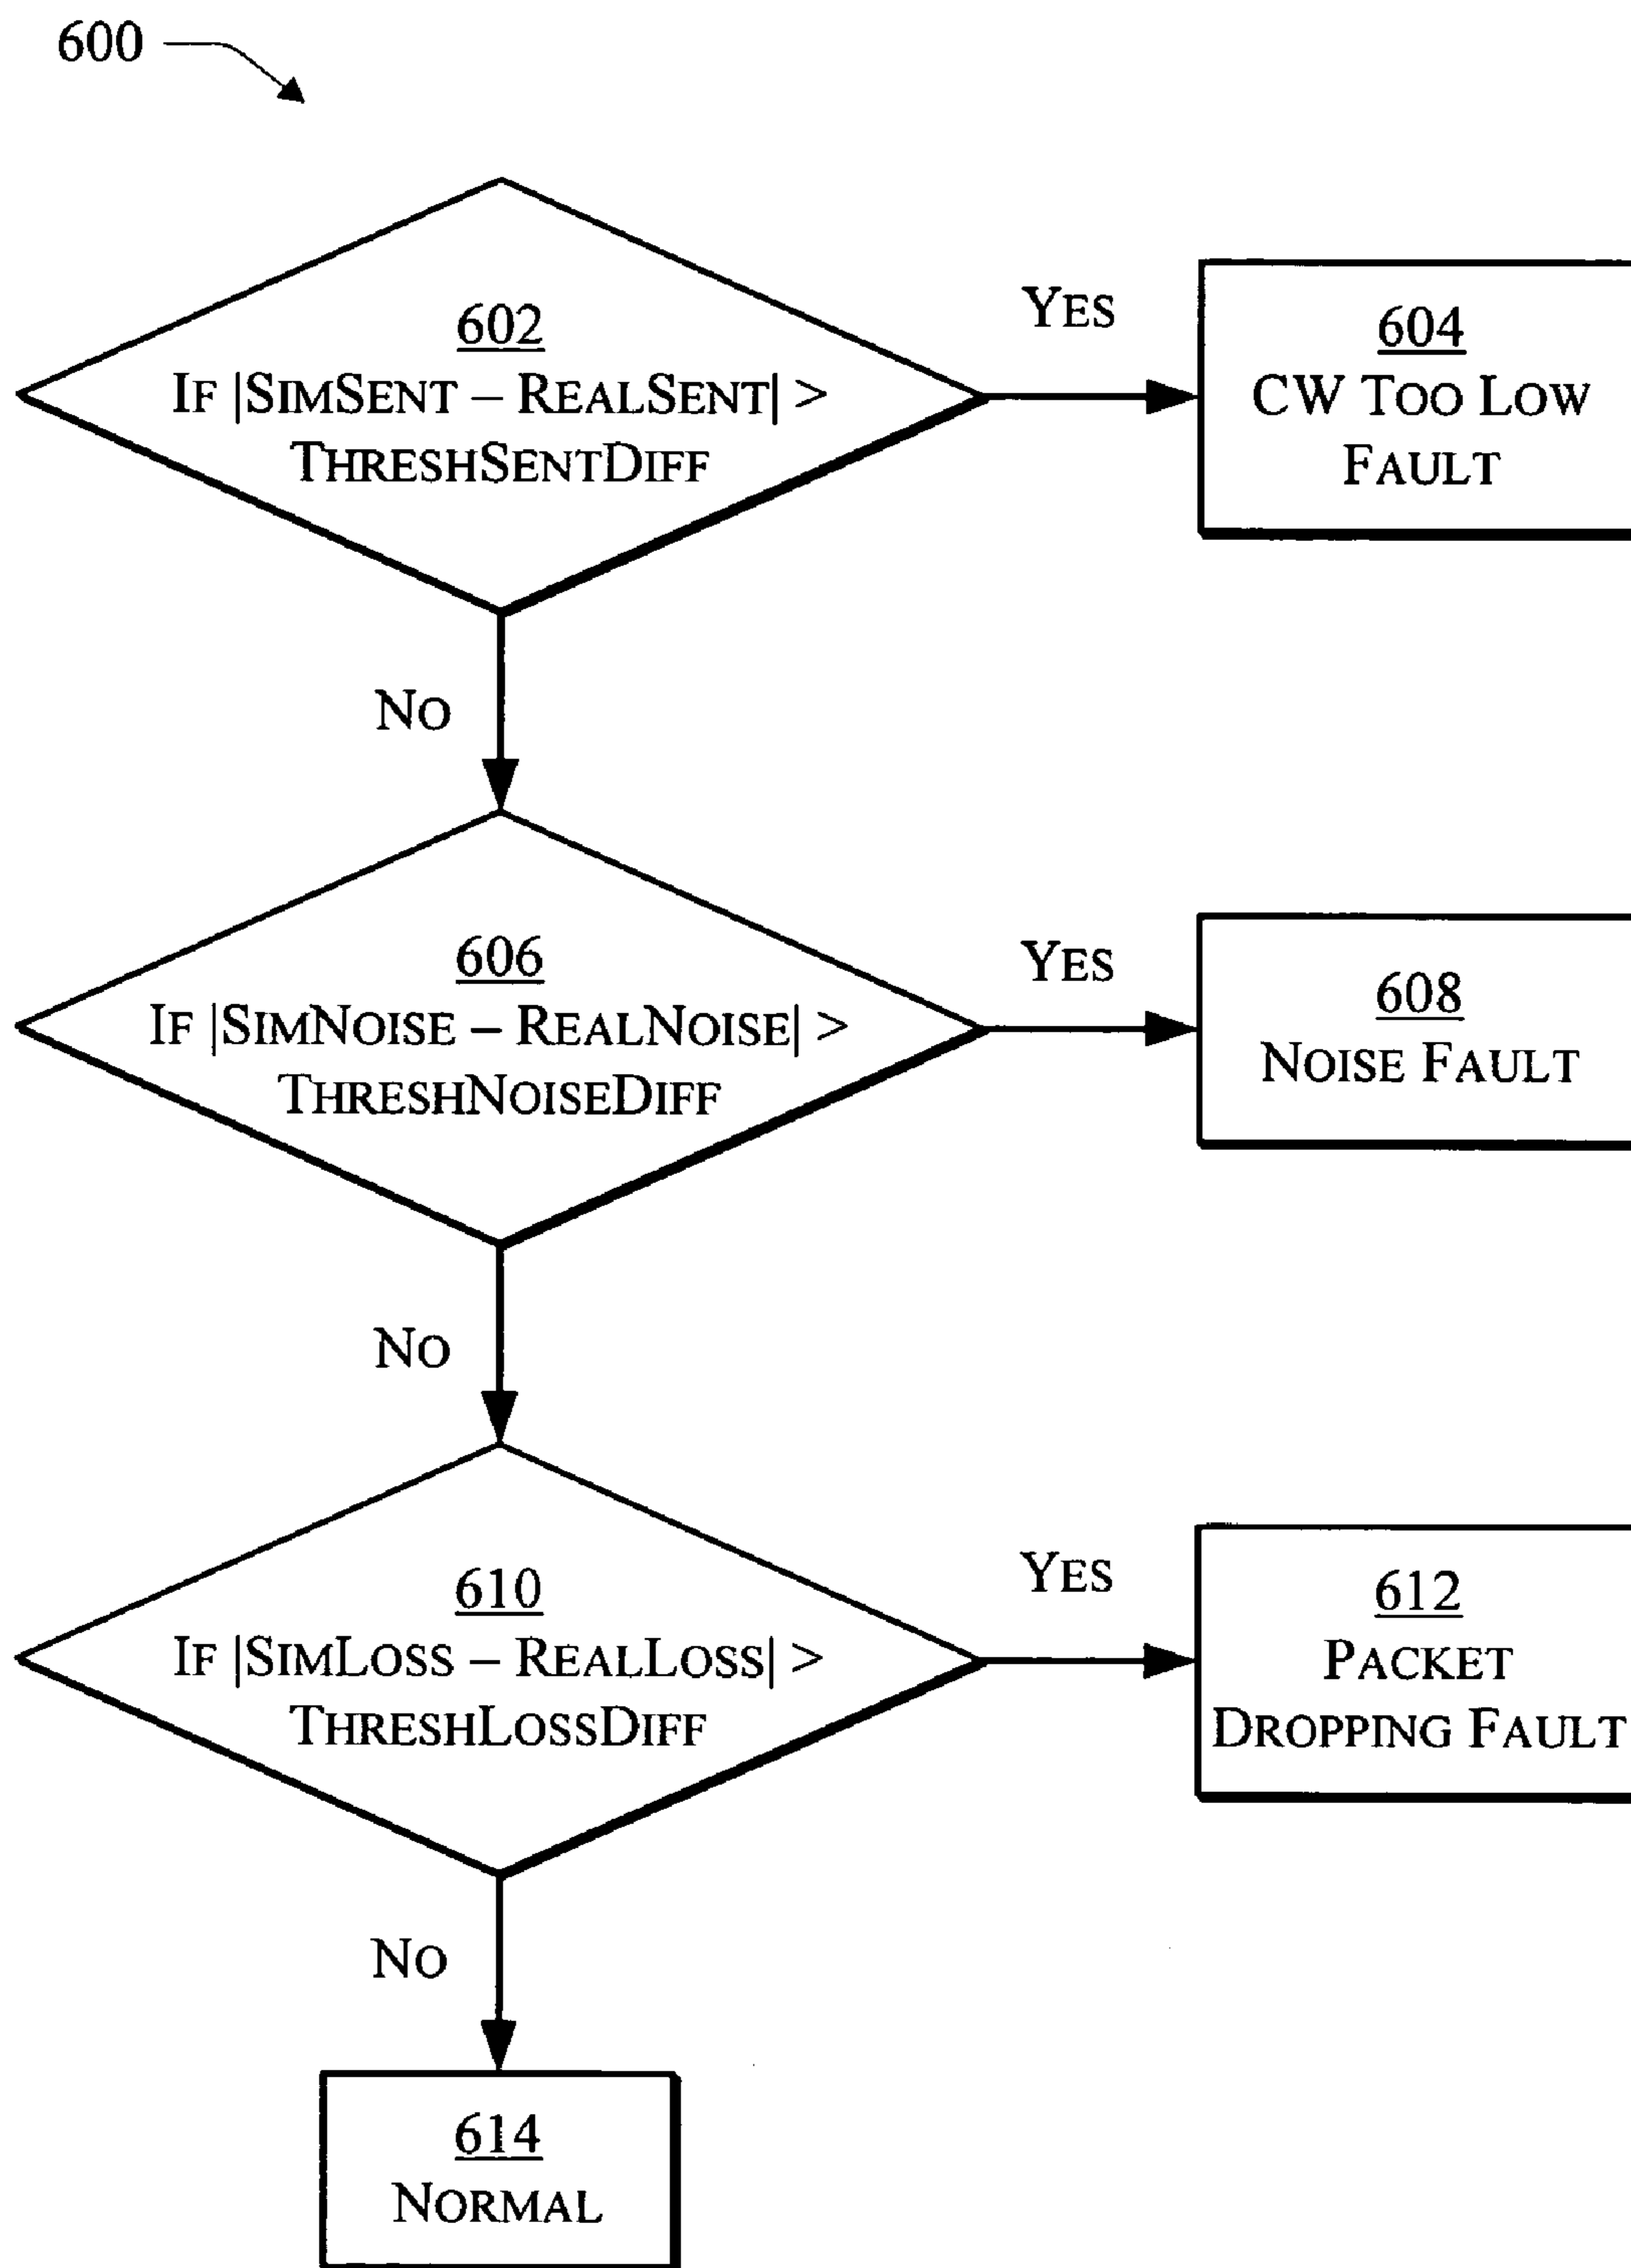 600
602
IF |SIMSENT – REALSENT| >
THRESHSENTDIFF
YES
604
CW TOO LOW
FAULT
NO
606
IF |SIMNOISE – REALNOISE| >
THRESHNOISEDIFF
YES
608
NOISE FAULT
NO
610
IF |SIMLOSS – REALLOSS| >
THRESHLOSSDIFF
YES
612
PACKET
DROPPING FAULT
NO
614
NORMAL